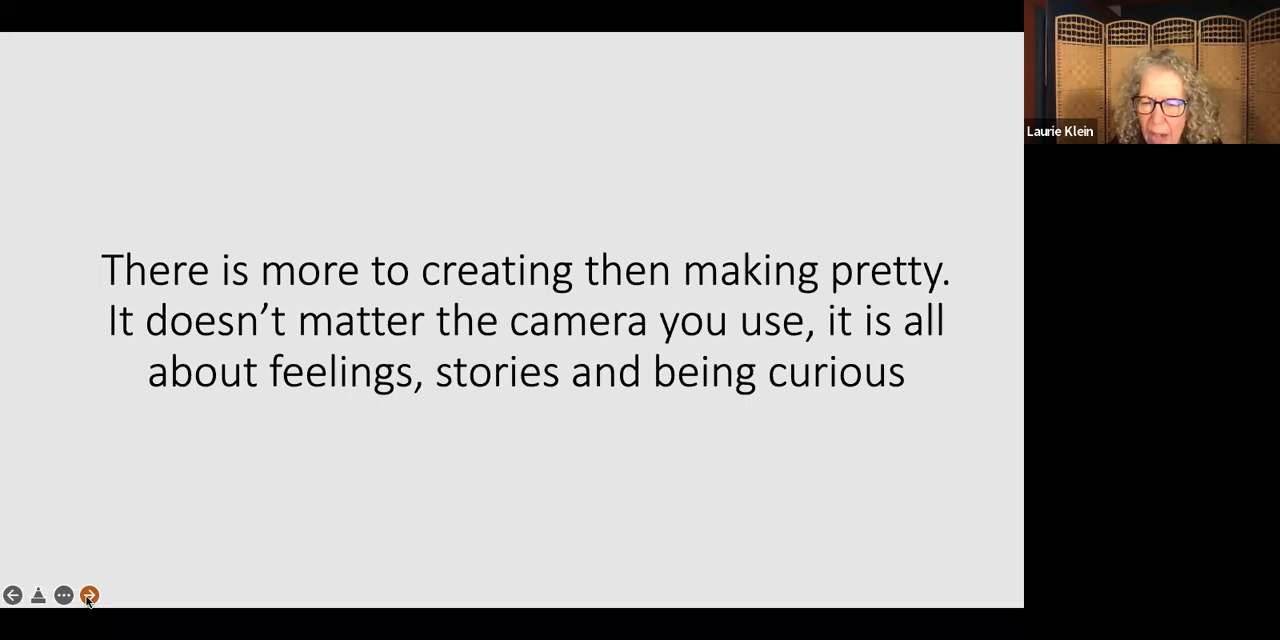 There is more to creating then making pretty.
It doesn’t matter the camera you use, it is all
about feelings, stories and being curious
Laurie Klein